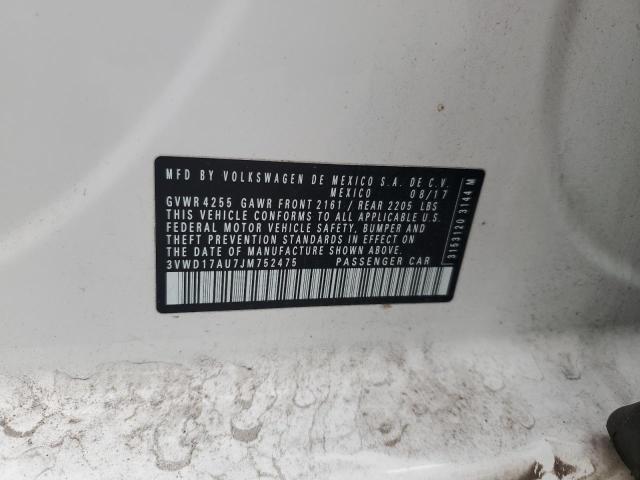 MFD BY VOLKSWAGEN DE MEXICO S.A. DE C.V.
MEXICO 08/17
GVWR 4255 GAWR FRONT 2161 / REAR 2205 LBS
THIS VEHICLE CONFORMS TO ALL APPLICABLE U.S.
FEDERAL MOTOR VEHICLE SAFETY, BUMPER AND
THEFT PREVENTION STANDARDS IN EFFECT ON
THE DATE OF MANUFACTURE SHOWN ABOVE.
3VWD17AU7JM752475 PASSENGER CAR
3153120 3144 M